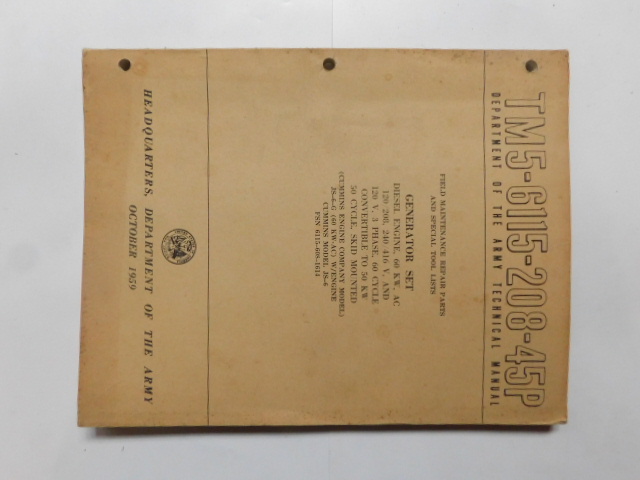 TM5-6115-208-45P
DEPARTMENT OF THE ARMY TECHNICAL MANUAL
FIELD MAINTENANCE REPAIR PARTS
AND SPECIAL TOOL LISTS
GENERATOR SET
DIESEL ENGINE, 60 KW, AC
120/208, 240/416 V, AND
120 V, 3 PHASE, 60 CYCLE
CONVERTIBLE TO 50 KW
50 CYCLE, SKID MOUNTED
(CUMMINS ENGINE COMPANY MODEL)
JS-6-G (60 KW AC) W/ENGINE
CUMMINS MODEL JS-6
FSN 6115-608-1614
HEADQUARTERS, DEPARTMENT OF THE ARMY
OCTOBER 1959